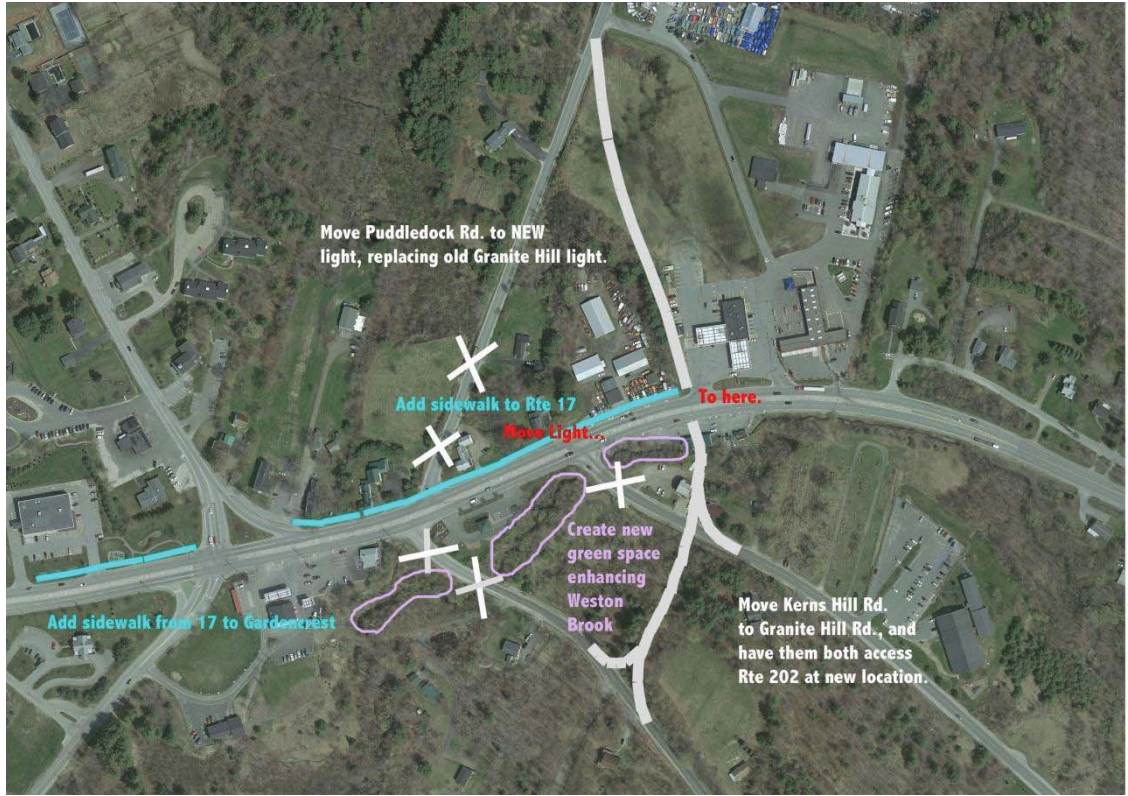 Move Puddledock Rd. to NEW
light, replacing old Granite Hill light.
Add sidewalk to Rte 17
To here.
Move Light...
Create new
green space
enhancing
Weston
Brook
Add sidewalk from 17 to Gardencrest
Move Kerns Hill Rd.
to Granite Hill Rd., and
have them both access
Rte 202 at new location.